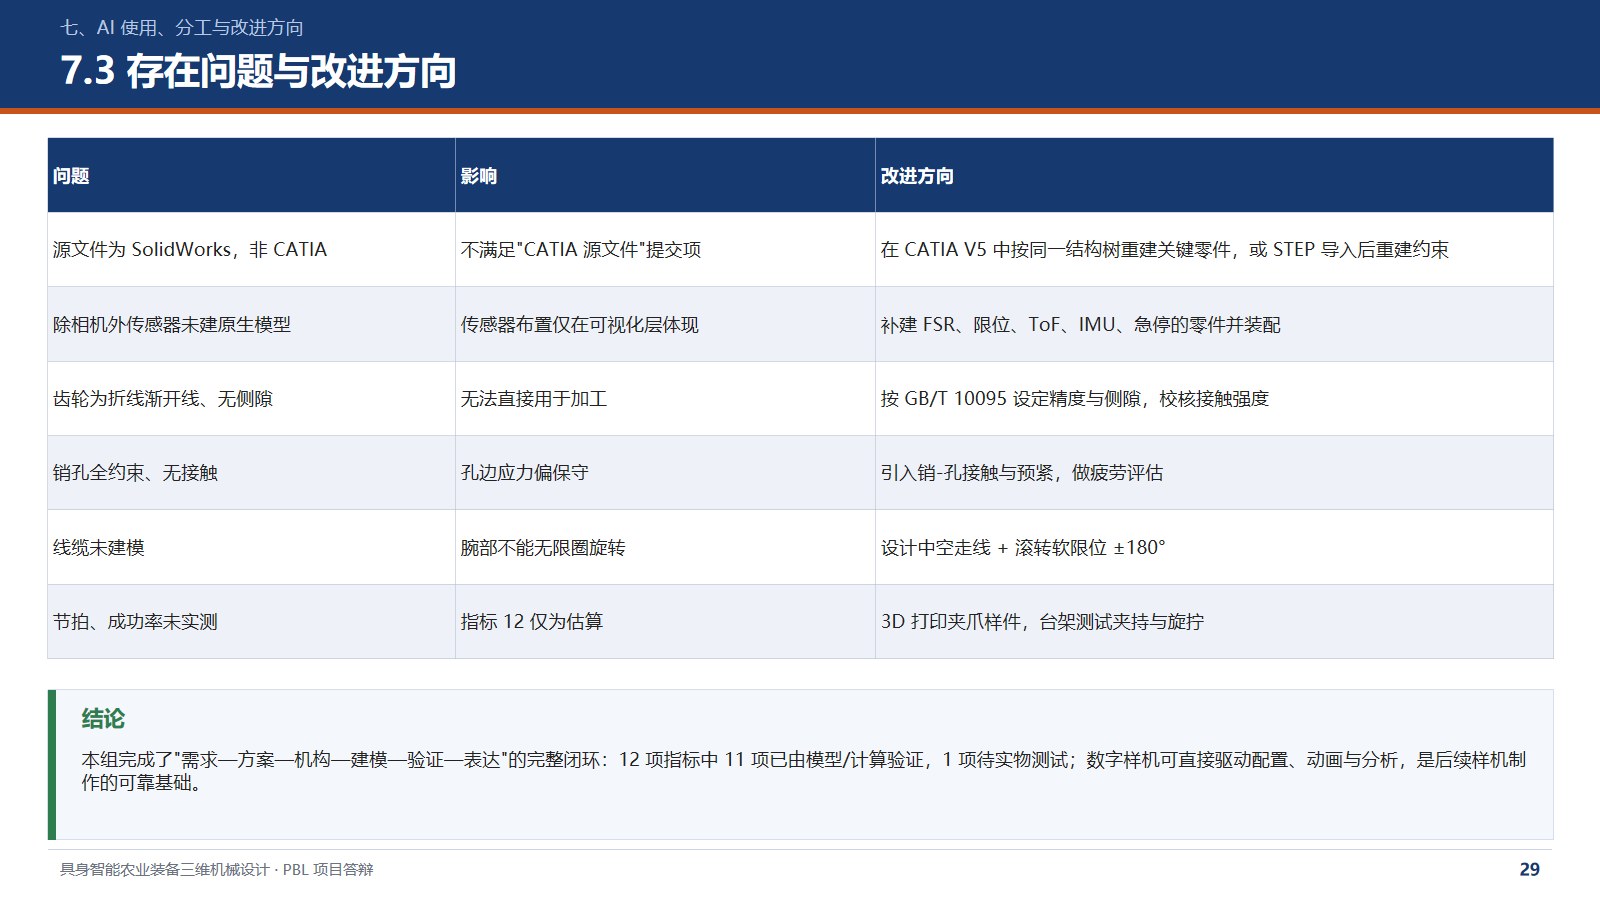 七、AI 使用、分工与改进方向
7.3 存在问题与改进方向
问题 影响 改进方向
源文件为 SolidWorks，非 CATIA 不满足"CATIA 源文件"提交项 在 CATIA V5 中按同一结构树重建关键零件，或 STEP 导入后重建约束
除相机外传感器未建原生模型 传感器布置仅在可视化层体现 补建 FSR、限位、ToF、IMU、急停的零件并装配
齿轮为折线渐开线、无侧隙 无法直接用于加工 按 GB/T 10095 设定精度与侧隙，校核接触强度
销孔全约束、无接触 孔边应力偏保守 引入销-孔接触与预紧，做疲劳评估
线缆未建模 腕部不能无限圈旋转 设计中空走线 + 滚转软限位 ±180°
节拍、成功率未实测 指标 12 仅为估算 3D 打印夹爪样件，台架测试夹持与旋拧
结论
本组完成了"需求—方案—机构—建模—验证—表达"的完整闭环：12 项指标中 11 项已由模型/计算验证，1 项待实物测试；数字样机可直接驱动配置、动画与分析，是后续样机制
作的可靠基础。
具身智能农业装备三维机械设计 · PBL 项目答辩
29